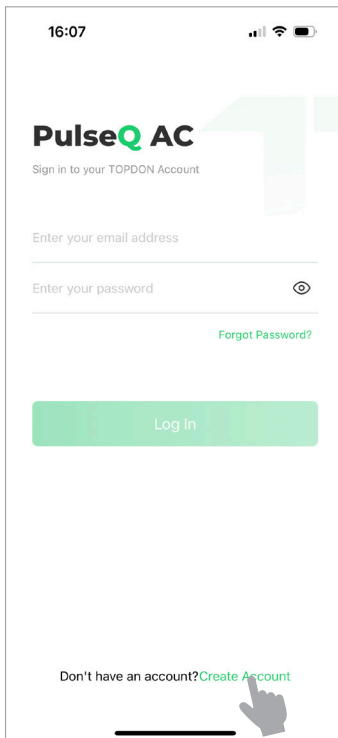 16:07
PulseQ AC
Sign in to your TOPDON Account
Enter your email address
Enter your password
Forgot Password?
Log In
Don't have an account?Create Account